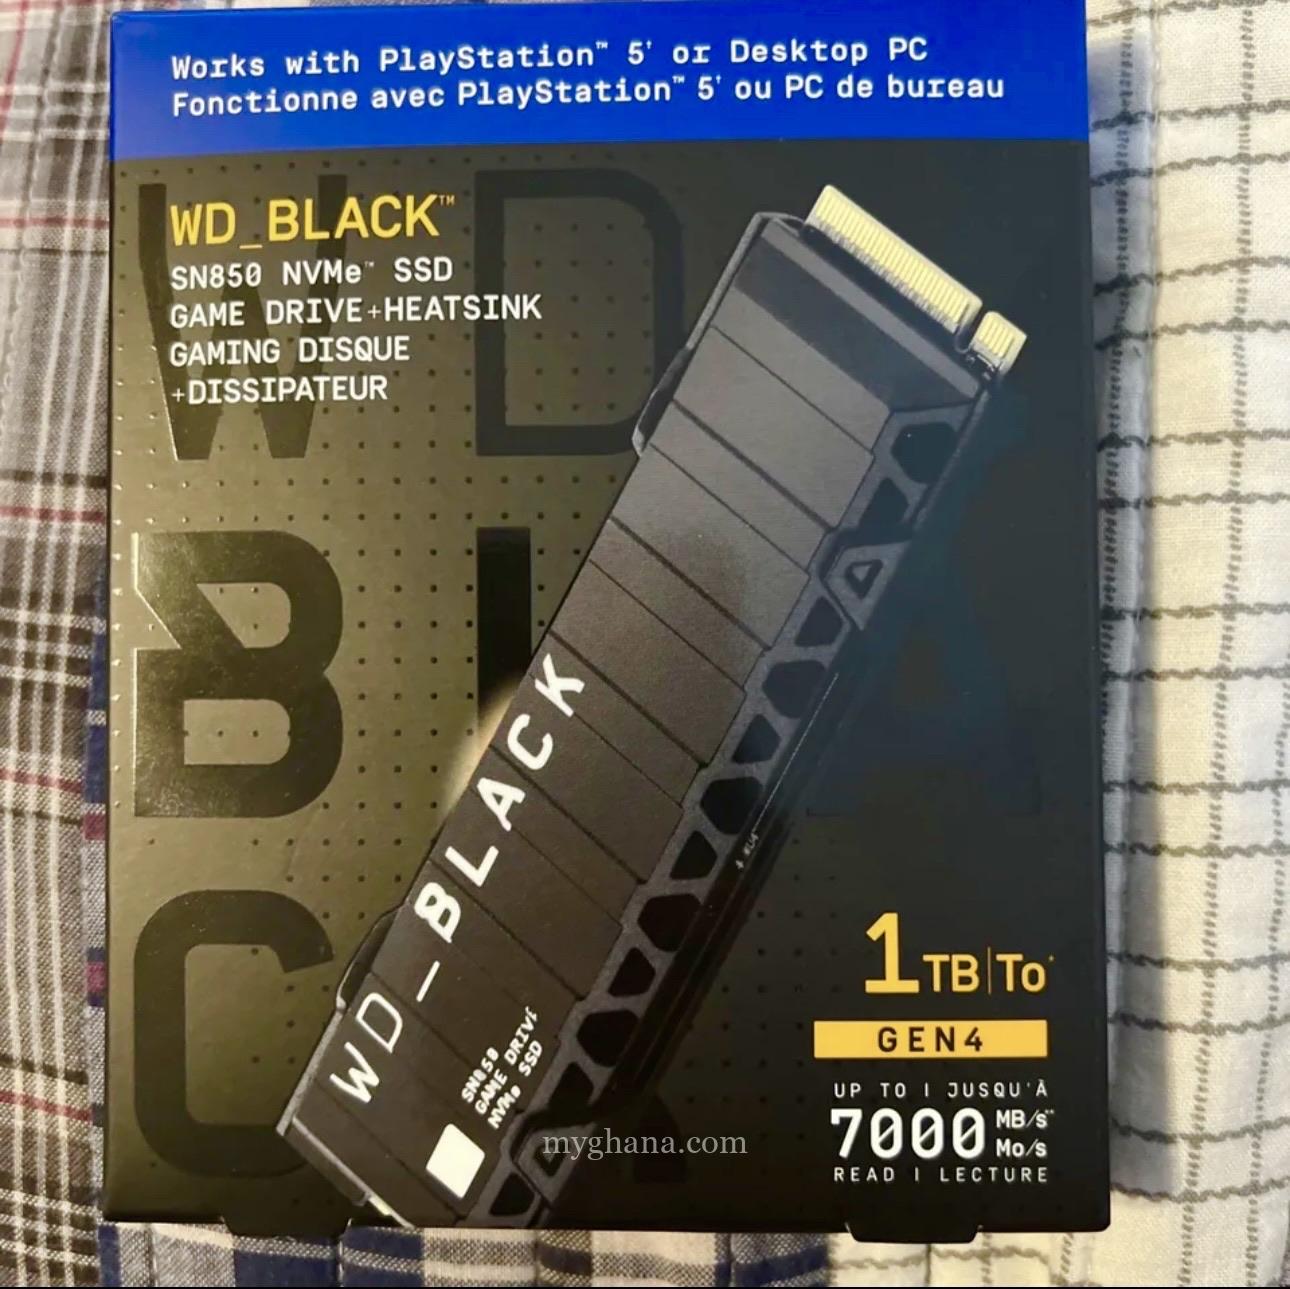 Works with PlayStation™ 5† or Desktop PC
Fonctionne avec PlayStation™ 5† ou PC de bureau
WD_BLACK™
SN850 NVMe™ SSD
GAME DRIVE+HEATSINK
GAMING DISQUE
+DISSIPATEUR
WD BLACK
WD_BLACK
SN850
GAME DRIVE
NVMe SSD
1TB|To*
GEN4
UP TO | JUSQU'À
7000 MB/s** Mo/s
READ | LECTURE
myghana.com